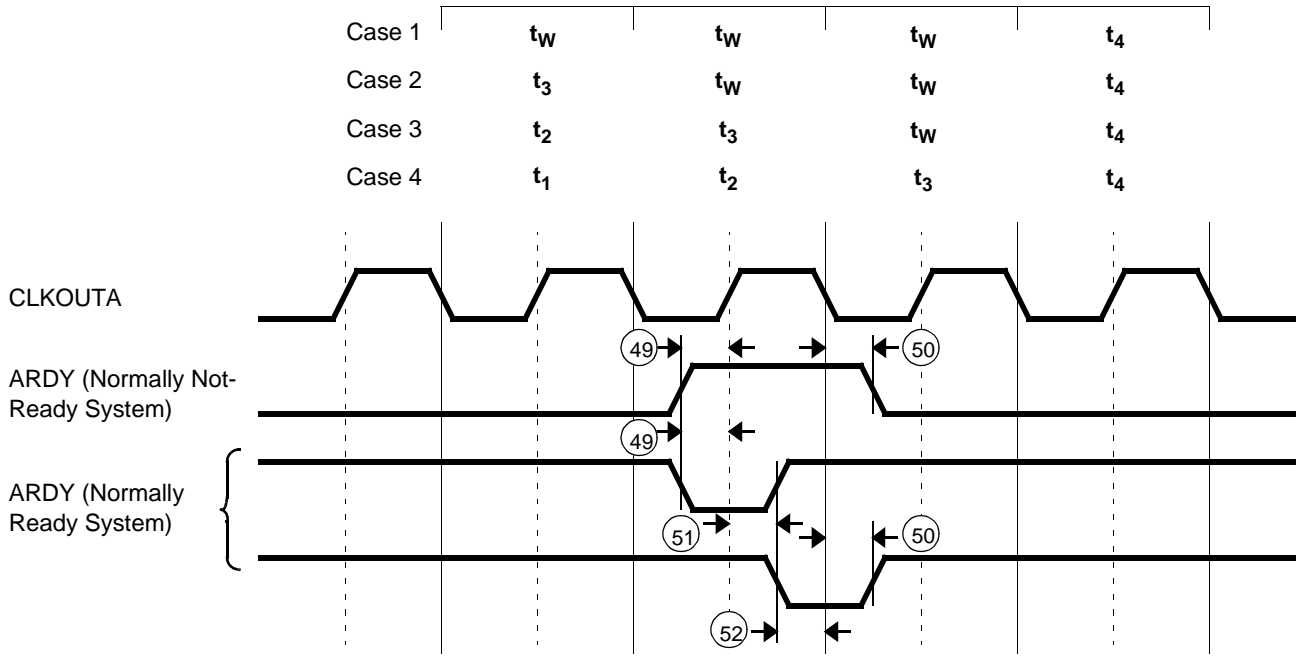 Case 1 tW tW tW t4
Case 2 t3 tW tW t4
Case 3 t2 t3 tW t4
Case 4 t1 t2 t3 t4
CLKOUTA
49 50
ARDY (Normally Not-
Ready System)
49
ARDY (Normally
Ready System)
51 50
52